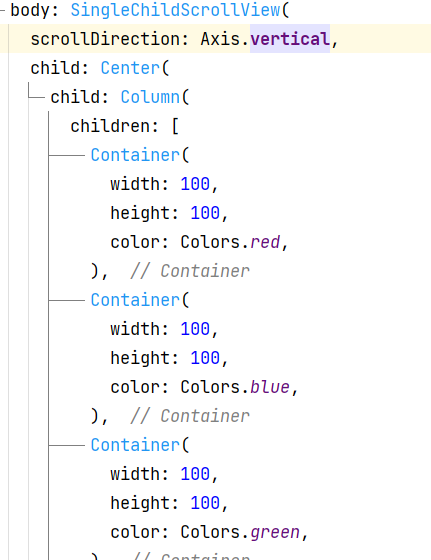 body: SingleChildScrollView(
scrollDirection: Axis.vertical,
child: Center(
child: Column(
children: [
Container(
width: 100,
height: 100,
color: Colors.red,
), // Container
Container(
width: 100,
height: 100,
color: Colors.blue,
), // Container
Container(
width: 100,
height: 100,
color: Colors.green,
), // Container